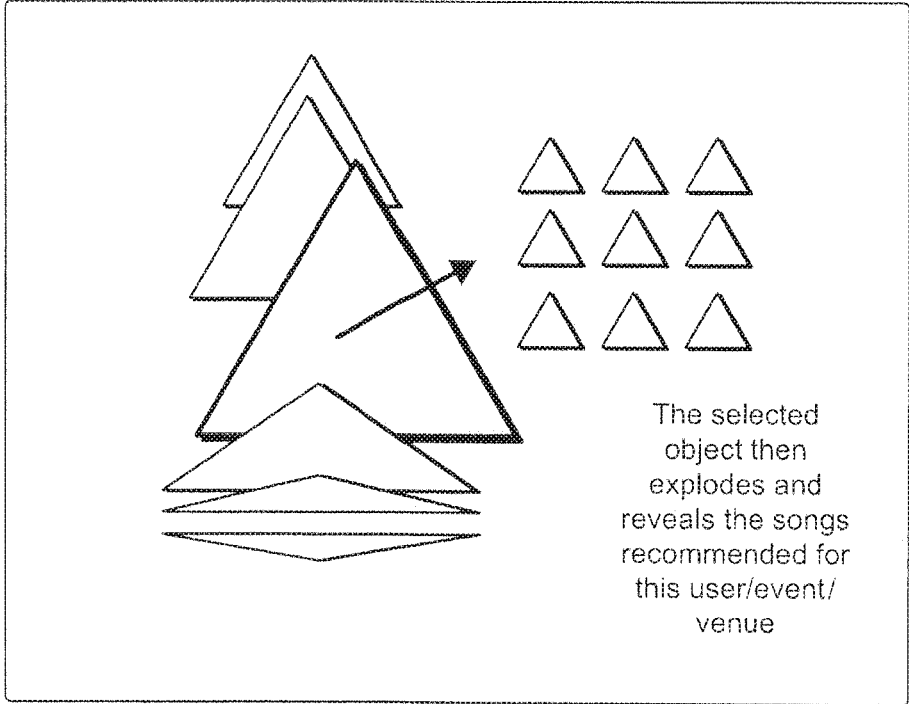 The selected
object then
explodes and
reveals the songs
recommended for
this user/event/
venue